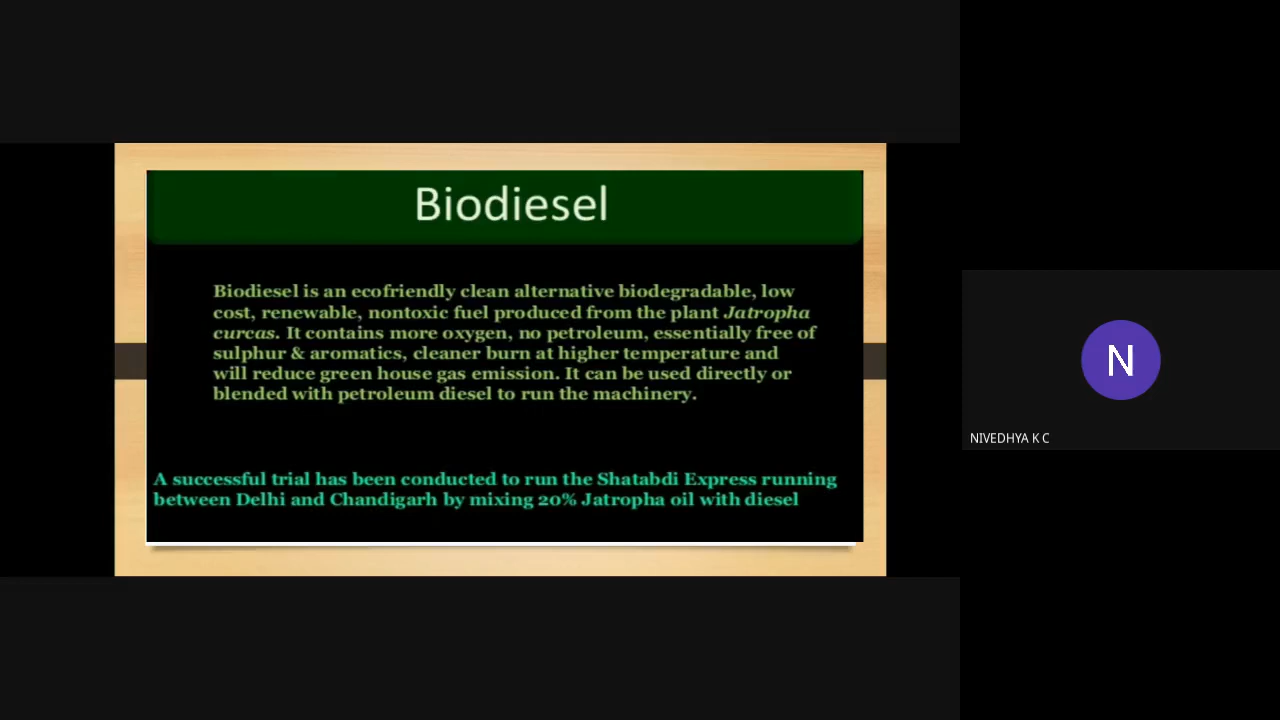 Biodiesel
Biodiesel is an ecofriendly clean alternative biodegradable, low
cost, renewable, nontoxic fuel produced from the plant Jatropha
curcas. It contains more oxygen, no petroleum, essentially free of
sulphur & aromatics, cleaner burn at higher temperature and
will reduce green house gas emission. It can be used directly or
blended with petroleum diesel to run the machinery.
A successful trial has been conducted to run the Shatabdi Express running
between Delhi and Chandigarh by mixing 20% Jatropha oil with diesel
N
NIVEDHYA K C